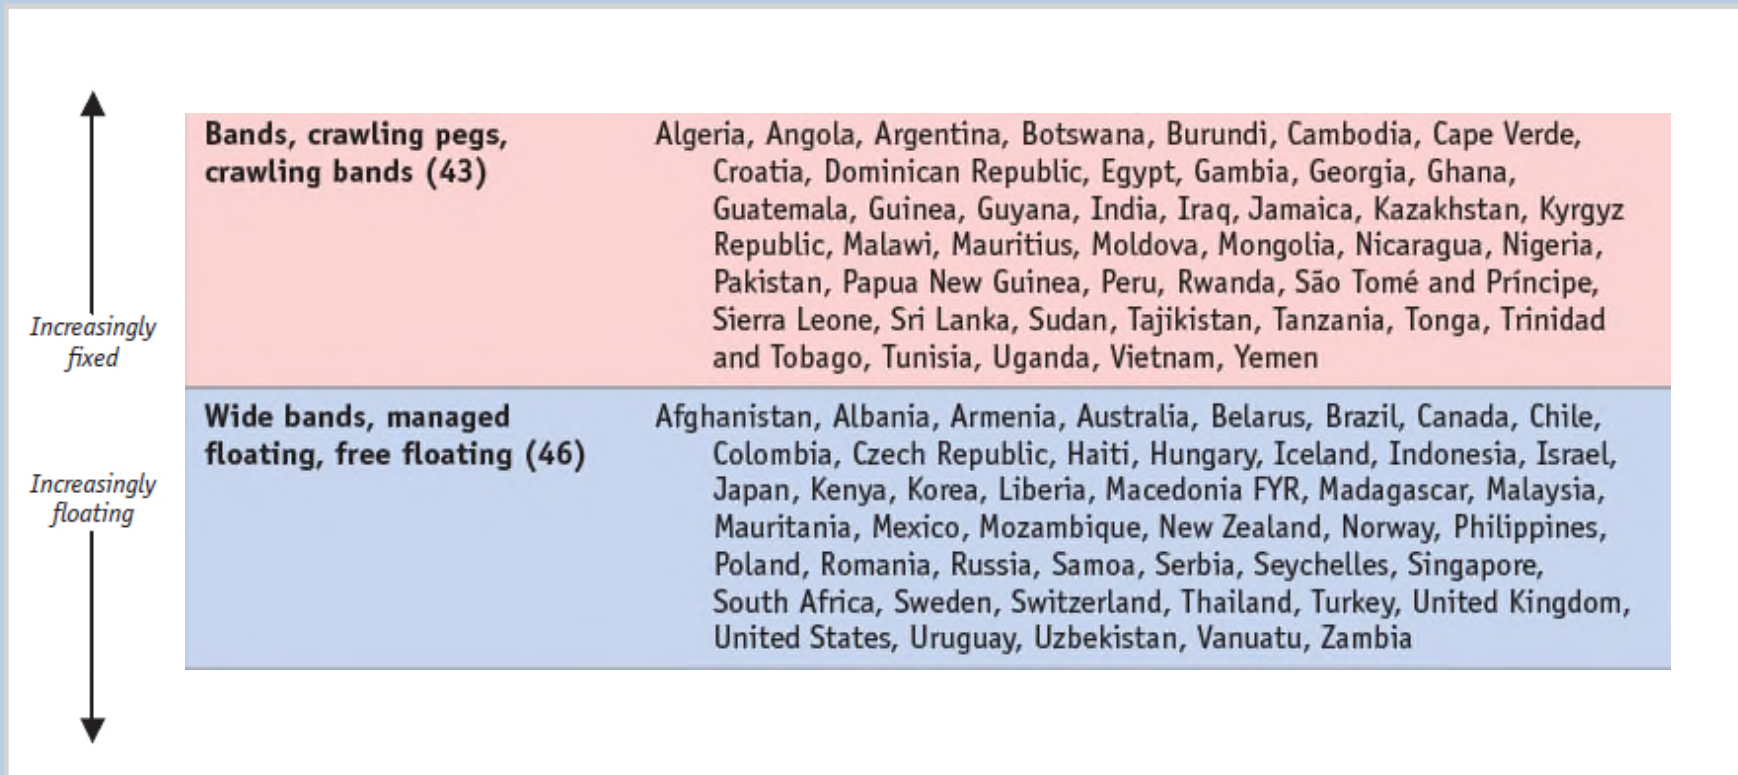 Increasingly
fixed
Increasingly
floating
Bands, crawling pegs,
crawling bands (43)
Algeria, Angola, Argentina, Botswana, Burundi, Cambodia, Cape Verde,
Croatia, Dominican Republic, Egypt, Gambia, Georgia, Ghana,
Guatemala, Guinea, Guyana, India, Iraq, Jamaica, Kazakhstan, Kyrgyz
Republic, Malawi, Mauritius, Moldova, Mongolia, Nicaragua, Nigeria,
Pakistan, Papua New Guinea, Peru, Rwanda, São Tomé and Príncipe,
Sierra Leone, Sri Lanka, Sudan, Tajikistan, Tanzania, Tonga, Trinidad
and Tobago, Tunisia, Uganda, Vietnam, Yemen
Wide bands, managed
floating, free floating (46)
Afghanistan, Albania, Armenia, Australia, Belarus, Brazil, Canada, Chile,
Colombia, Czech Republic, Haiti, Hungary, Iceland, Indonesia, Israel,
Japan, Kenya, Korea, Liberia, Macedonia FYR, Madagascar, Malaysia,
Mauritania, Mexico, Mozambique, New Zealand, Norway, Philippines,
Poland, Romania, Russia, Samoa, Serbia, Seychelles, Singapore,
South Africa, Sweden, Switzerland, Thailand, Turkey, United Kingdom,
United States, Uruguay, Uzbekistan, Vanuatu, Zambia